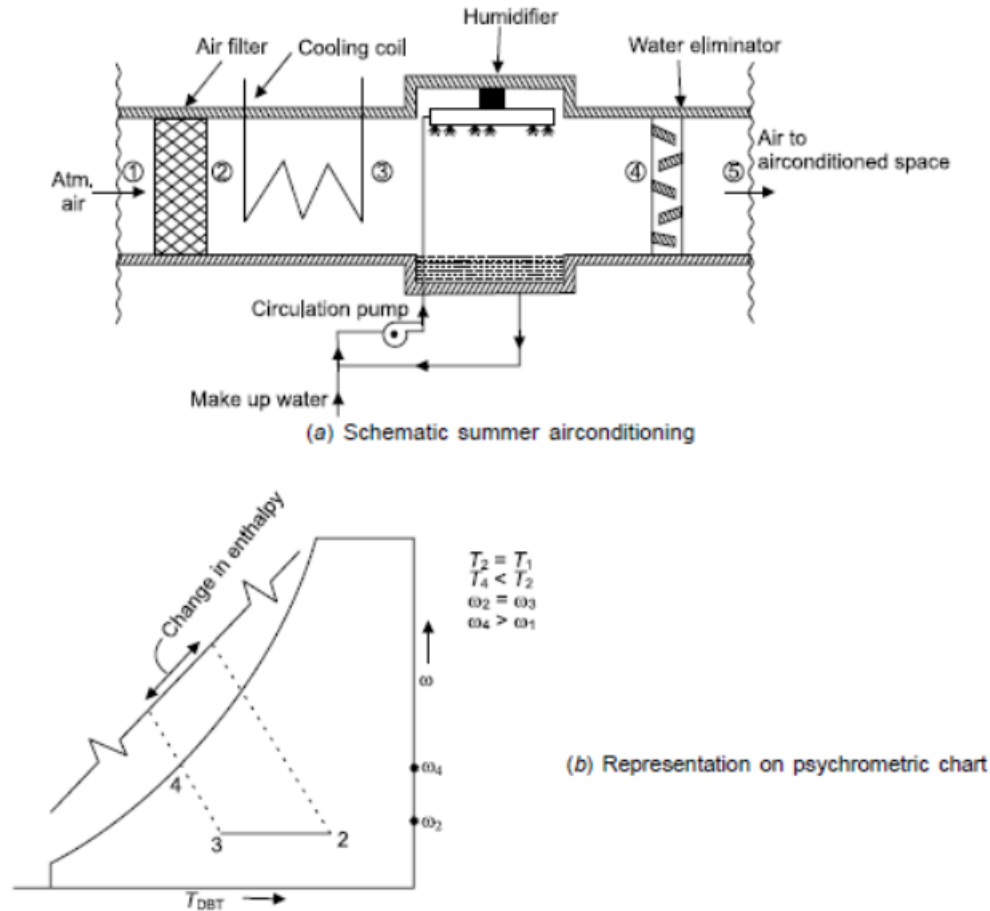 Humidifier
Air filter
Cooling coil
Water eliminator
①
②
③
④
⑤
Atm.
air
Air to
airconditioned space
Circulation pump
Make up water
(a) Schematic summer airconditioning
Change in enthalpy
T₂ = T₁
T₄ < T₂
ω₂ = ω₃
ω₄ > ω₁
ω
ω₄
ω₂
4
3
2
T_DBT
(b) Representation on psychrometric chart